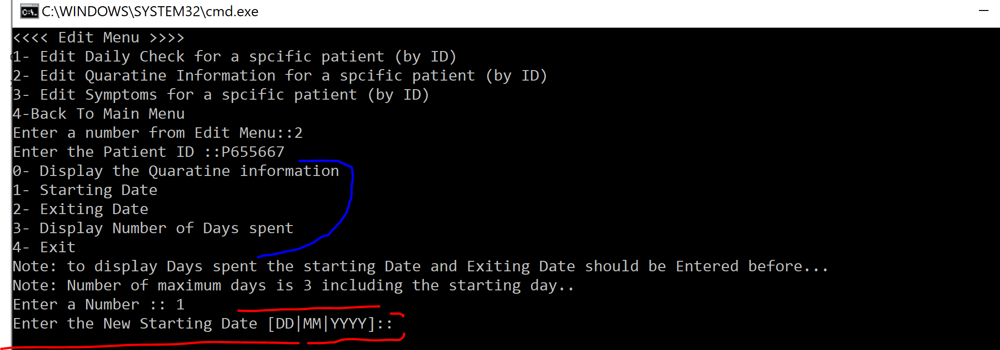 C:\WINDOWS\SYSTEM32\cmd.exe
<<<< Edit Menu >>>>
1- Edit Daily Check for a spcific patient (by ID)
2- Edit Quaratine Information for a spcific patient (by ID)
3- Edit Symptoms for a spcific patient (by ID)
4-Back To Main Menu
Enter a number from Edit Menu::2
Enter the Patient ID ::P655667
0- Display the Quaratine information
1- Starting Date
2- Exiting Date
3- Display Number of Days spent
4- Exit
Note: to display Days spent the starting Date and Exiting Date should be Entered before...
Note: Number of maximum days is 3 including the starting day..
Enter a Number :: 1
Enter the New Starting Date [DD|MM|YYYY]::